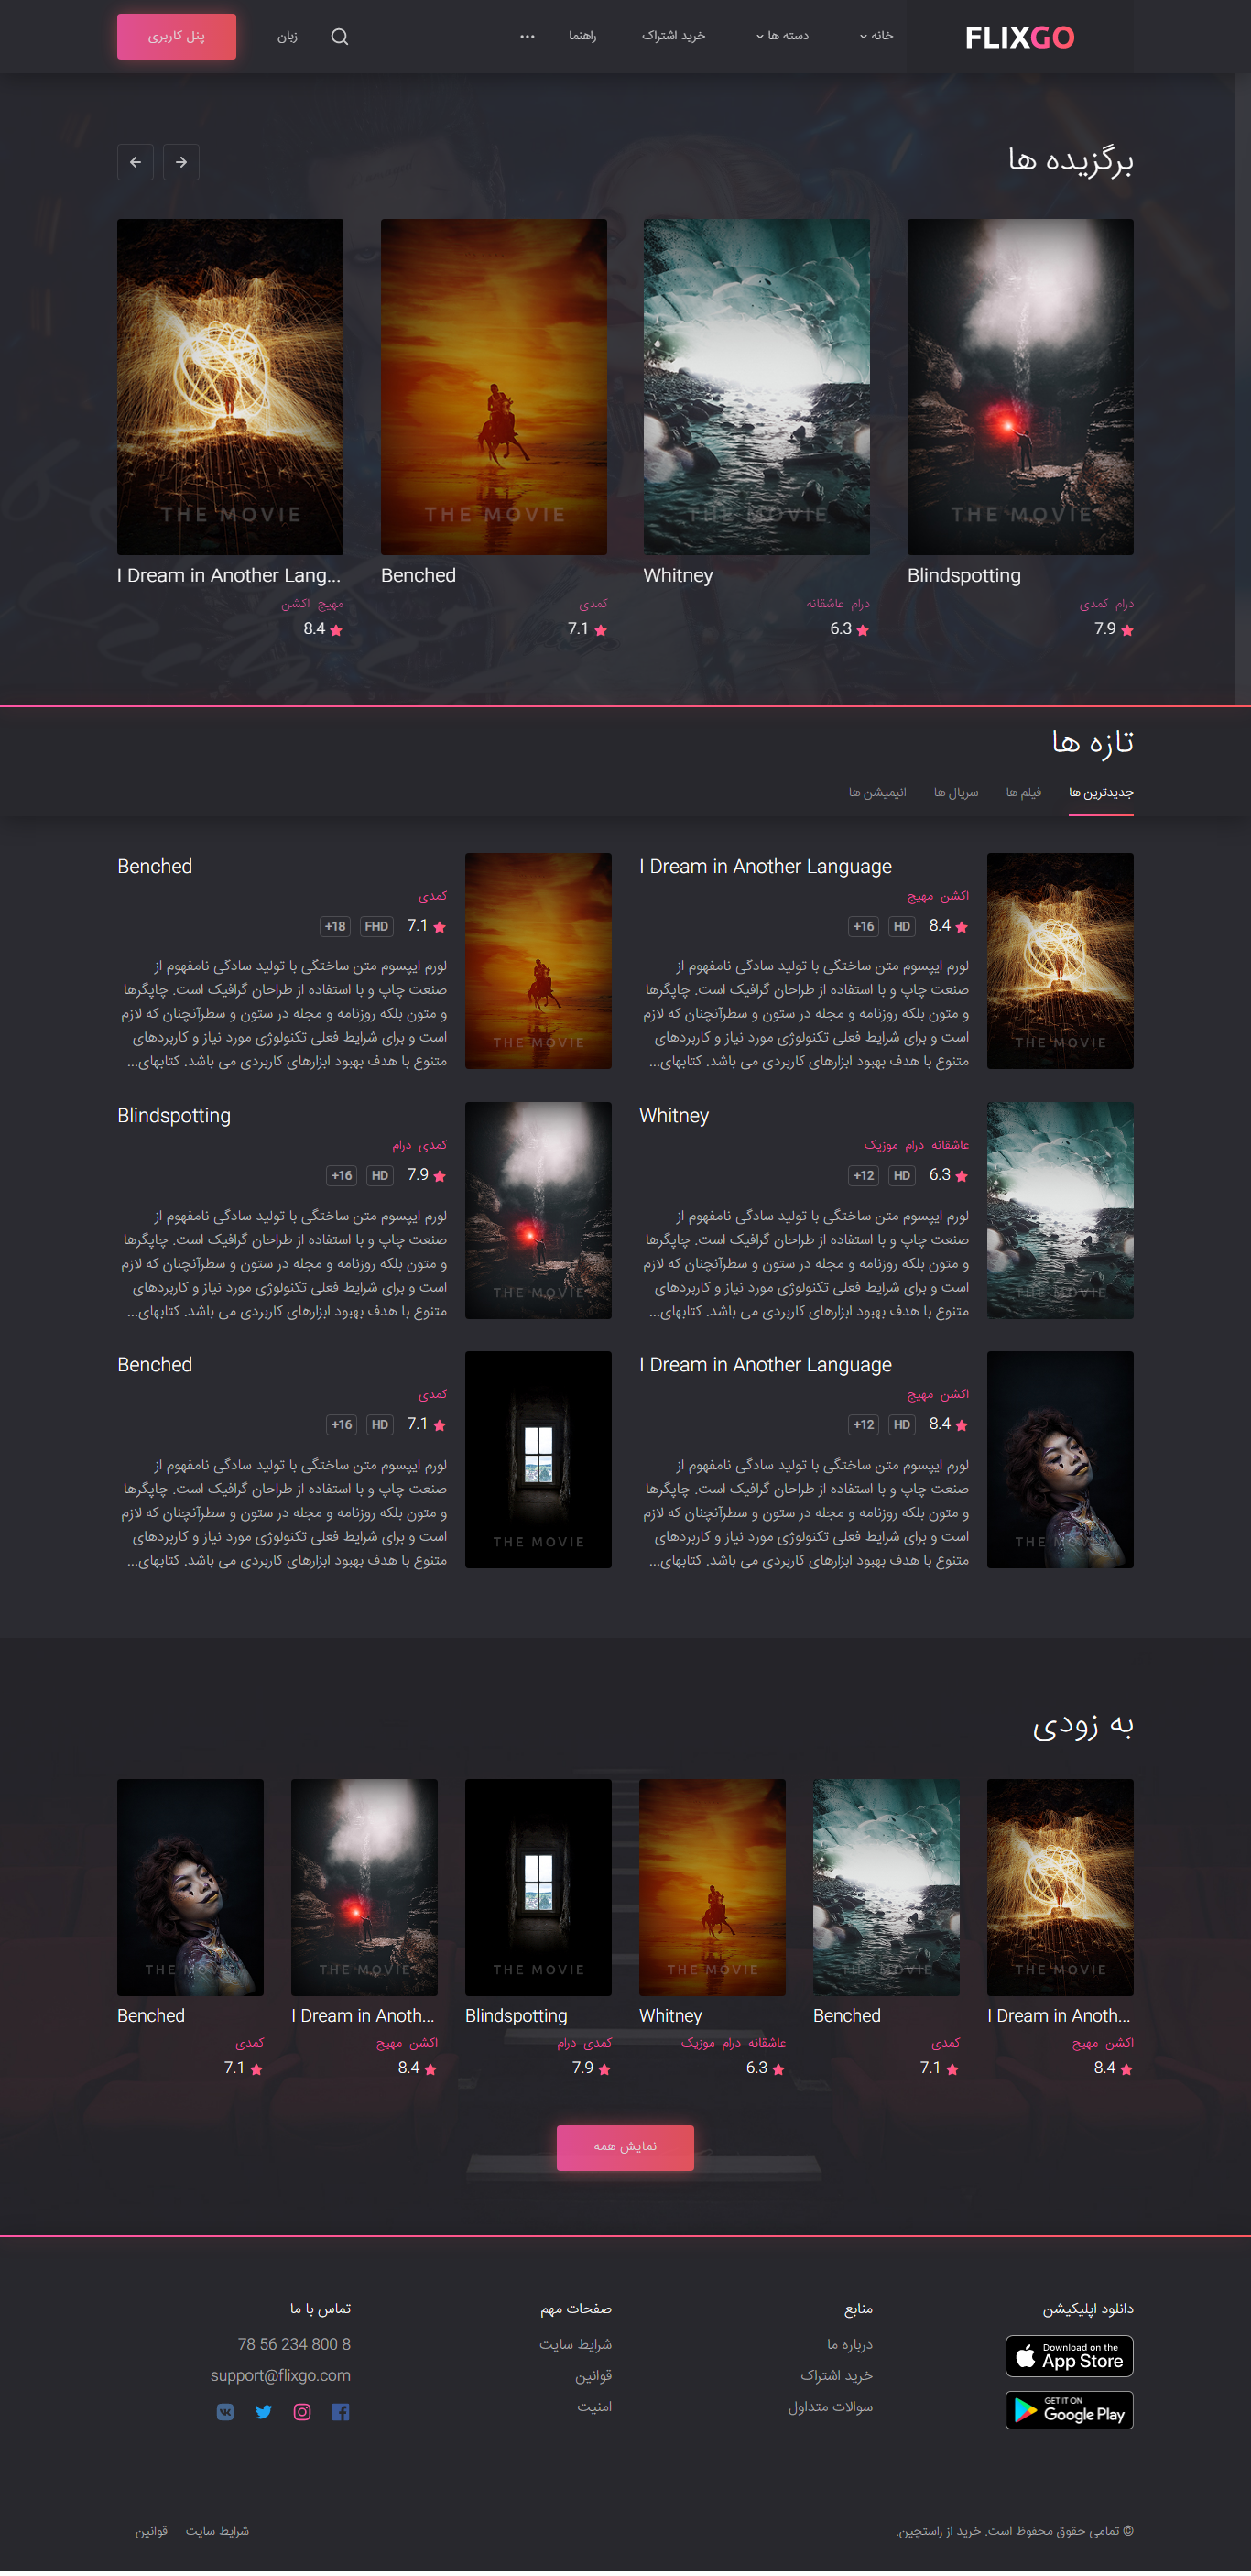 FLIXGO
خانه
دسته ها
خرید اشتراک
راهنما
زبان
پنل کاربری
برگزیده ها
THE MOVIE
THE MOVIE
THE MOVIE
THE MOVIE
Blindspotting
درام کمدی
7.9
Whitney
درام عاشقانه
6.3
Benched
کمدی
7.1
I Dream in Another Lang...
مهیج اکشن
8.4
تازه ها
جدیدترین ها
فیلم ها
سریال ها
انیمیشن ها
THE MOVIE
I Dream in Another Language
اکشن مهیج
8.4 HD +16
لورم ایپسوم متن ساختگی با تولید سادگی نامفهوم از
صنعت چاپ و با استفاده از طراحان گرافیک است. چاپگرها
و متون بلکه روزنامه و مجله در ستون و سطرآنچنان که لازم
است و برای شرایط فعلی تکنولوژی مورد نیاز و کاربردهای
متنوع با هدف بهبود ابزارهای کاربردی می باشد. کتابهای...
THE MOVIE
Benched
کمدی
7.1 FHD +18
لورم ایپسوم متن ساختگی با تولید سادگی نامفهوم از
صنعت چاپ و با استفاده از طراحان گرافیک است. چاپگرها
و متون بلکه روزنامه و مجله در ستون و سطرآنچنان که لازم
است و برای شرایط فعلی تکنولوژی مورد نیاز و کاربردهای
متنوع با هدف بهبود ابزارهای کاربردی می باشد. کتابهای...
THE MOVIE
Whitney
عاشقانه درام موزیک
6.3 HD +12
لورم ایپسوم متن ساختگی با تولید سادگی نامفهوم از
صنعت چاپ و با استفاده از طراحان گرافیک است. چاپگرها
و متون بلکه روزنامه و مجله در ستون و سطرآنچنان که لازم
است و برای شرایط فعلی تکنولوژی مورد نیاز و کاربردهای
متنوع با هدف بهبود ابزارهای کاربردی می باشد. کتابهای...
THE MOVIE
Blindspotting
کمدی درام
7.9 HD +16
لورم ایپسوم متن ساختگی با تولید سادگی نامفهوم از
صنعت چاپ و با استفاده از طراحان گرافیک است. چاپگرها
و متون بلکه روزنامه و مجله در ستون و سطرآنچنان که لازم
است و برای شرایط فعلی تکنولوژی مورد نیاز و کاربردهای
متنوع با هدف بهبود ابزارهای کاربردی می باشد. کتابهای...
THE MOVIE
I Dream in Another Language
اکشن مهیج
8.4 HD +12
لورم ایپسوم متن ساختگی با تولید سادگی نامفهوم از
صنعت چاپ و با استفاده از طراحان گرافیک است. چاپگرها
و متون بلکه روزنامه و مجله در ستون و سطرآنچنان که لازم
است و برای شرایط فعلی تکنولوژی مورد نیاز و کاربردهای
متنوع با هدف بهبود ابزارهای کاربردی می باشد. کتابهای...
THE MOVIE
Benched
کمدی
7.1 HD +16
لورم ایپسوم متن ساختگی با تولید سادگی نامفهوم از
صنعت چاپ و با استفاده از طراحان گرافیک است. چاپگرها
و متون بلکه روزنامه و مجله در ستون و سطرآنچنان که لازم
است و برای شرایط فعلی تکنولوژی مورد نیاز و کاربردهای
متنوع با هدف بهبود ابزارهای کاربردی می باشد. کتابهای...
به زودی
THE MOVIE
THE MOVIE
THE MOVIE
THE MOVIE
THE MOVIE
THE MOVIE
I Dream in Anoth...
اکشن مهیج
8.4
Benched
کمدی
7.1
Whitney
عاشقانه درام موزیک
6.3
Blindspotting
کمدی درام
7.9
I Dream in Anoth...
اکشن مهیج
8.4
Benched
کمدی
7.1
نمایش همه
دانلود اپلیکیشن
Download on the
App Store
GET IT ON
Google Play
منابع
درباره ما
خرید اشتراک
سوالات متداول
صفحات مهم
شرایط سایت
قوانین
امنیت
تماس با ما
78 56 234 800 8
support@flixgo.com
© تمامی حقوق محفوظ است. خرید از راستچین.
شرایط سایت
قوانین